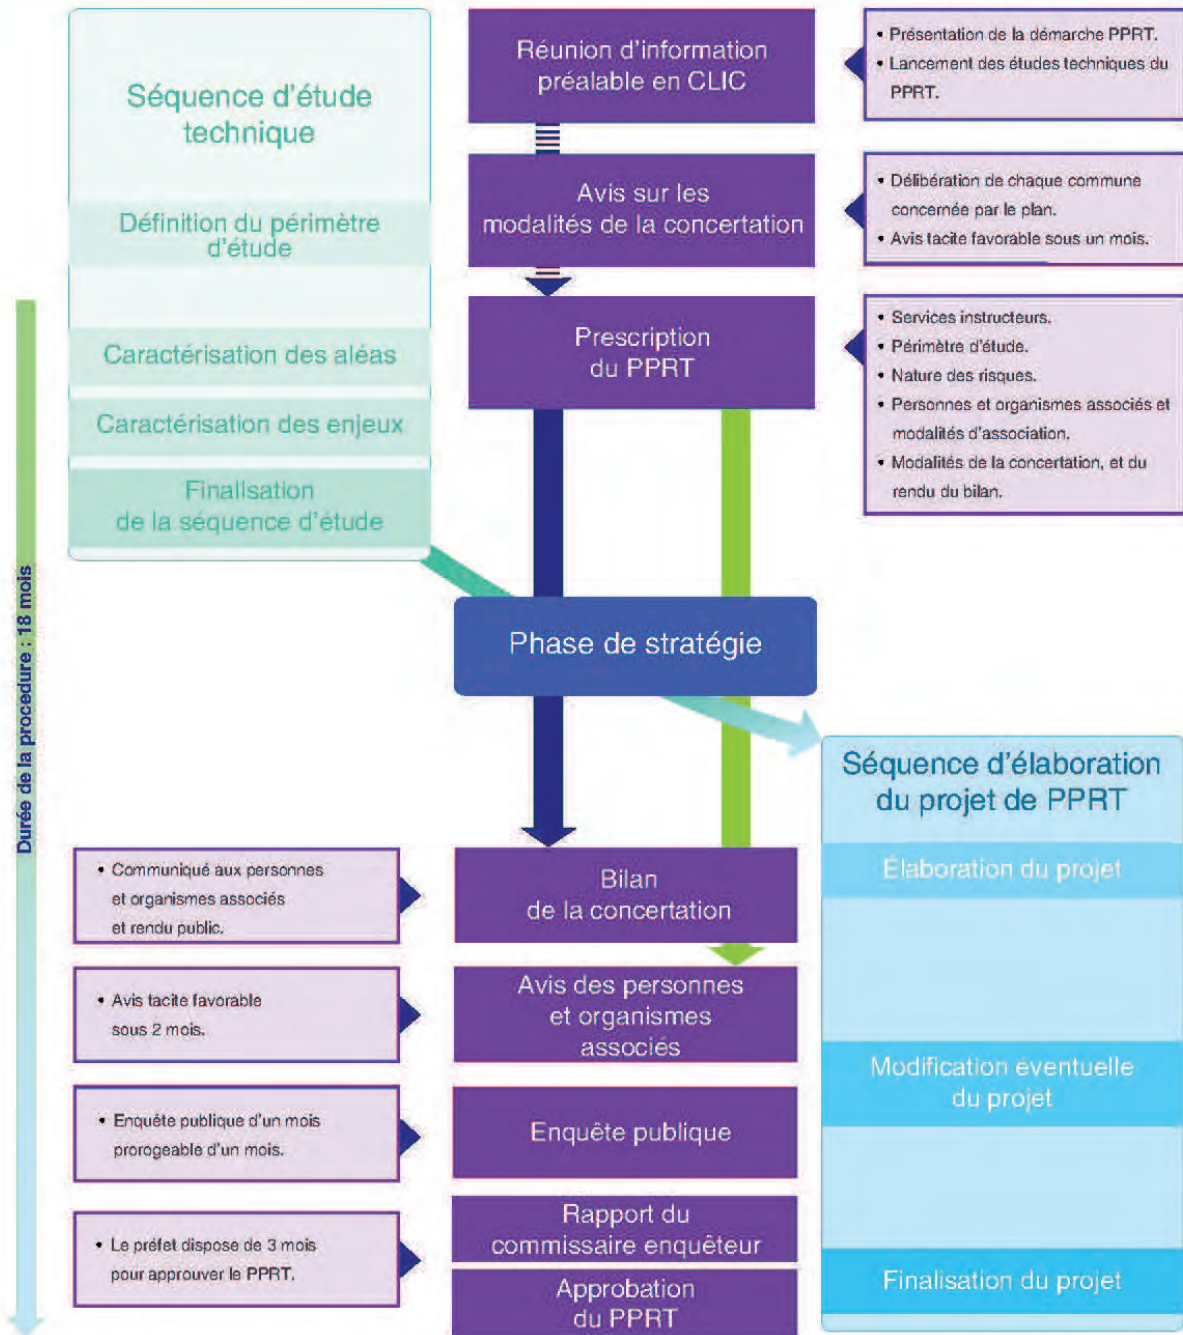 Séquence d'étude
technique
Définition du périmètre
d'étude
Caractérisation des aléas
Caractérisation des enjeux
Finalisation
de la séquence d'étude
Durée de la procedure : 18 mois
Réunion d'information
préalable en CLIC
• Présentation de la démarche PPRT.
• Lancement des études techniques du
PPRT.
Avis sur les
modalités de la concertation
• Délibération de chaque commune
concernée par le plan.
• Avis tacite favorable sous un mois.
Prescription
du PPRT
• Services instructeurs.
• Périmètre d'étude.
• Nature des risques.
• Personnes et organismes associés et
modalités d'association.
• Modalités de la concertation, et du
rendu du bilan.
Phase de stratégie
• Communiqué aux personnes
et organismes associés
et rendu public.
Bilan
de la concertation
• Avis tacite favorable
sous 2 mois.
Avis des personnes
et organismes
associés
• Enquête publique d'un mois
prorogeable d'un mois.
Enquête publique
• Le préfet dispose de 3 mois
pour approuver le PPRT.
Rapport du
commissaire enquêteur
Approbation
du PPRT
Séquence d'élaboration
du projet de PPRT
Élaboration du projet
Modification éventuelle
du projet
Finalisation du projet